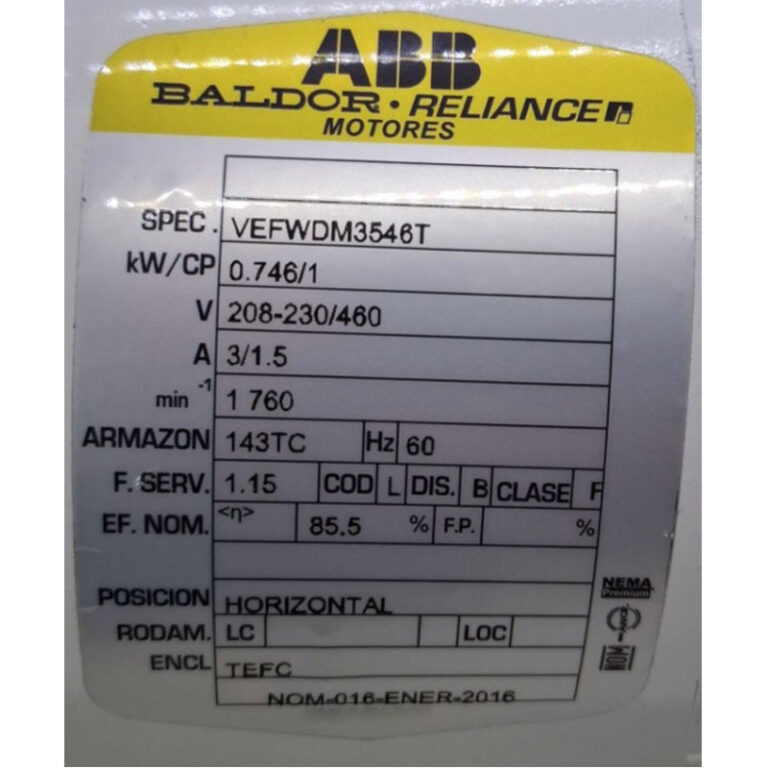 ABB
BALDOR · RELIANCE
MOTORES
SPEC. VEFWDM3546T
kW/CP 0.746/1
V 208-230/460
A 3/1.5
min -1 1 760
ARMAZON 143TC Hz 60
F. SERV. 1.15 COD L DIS. B CLASE F
EF. NOM. <η> 85.5 % F.P. %
POSICION HORIZONTAL
NEMA
Premium
RODAM. LC LOC
ANCE
ENCL TEFC
NOM
NOM-016-ENER-2016